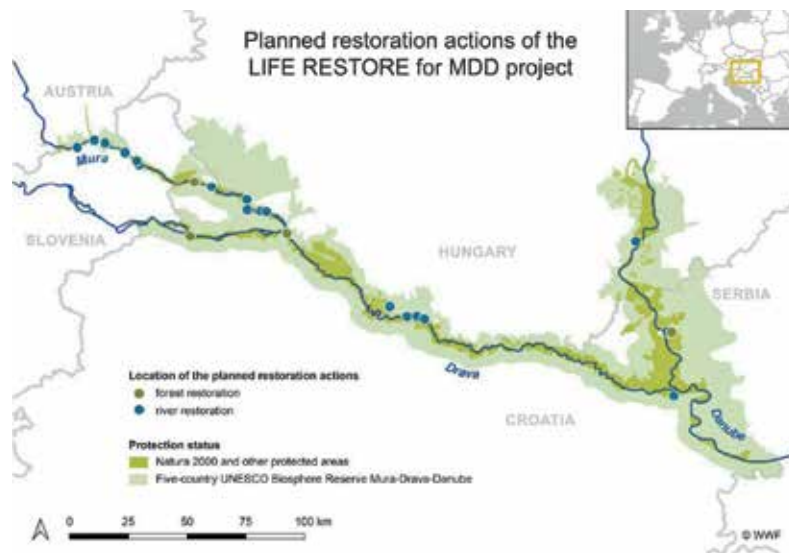 Planned restoration actions of the
LIFE RESTORE for MDD project
AUSTRIA
Mura
SLOVENIA
HUNGARY
SERBIA
Drava
CROATIA
Danube
Location of the planned restoration actions
forest restoration
river restoration
Protection status
Natura 2000 and other protected areas
Five-country UNESCO Biosphere Reserve Mura-Drava-Danube
0 25 50 75 100 km
© WWF